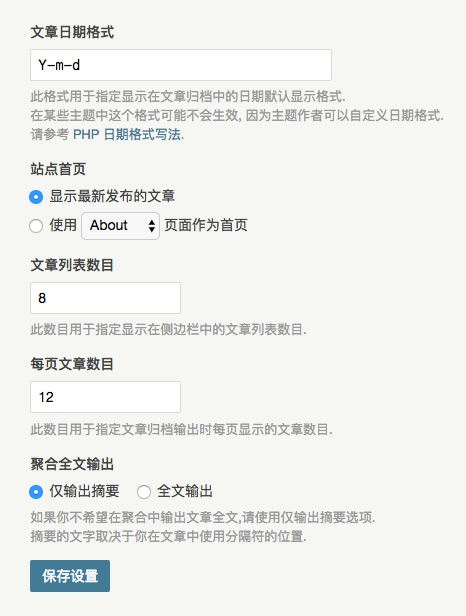 文章日期格式
Y-m-d
此格式用于指定显示在文章归档中的日期默认显示格式.
在某些主题中这个格式可能不会生效, 因为主题作者可以自定义日期格式.
请参考 PHP 日期格式写法.
站点首页
显示最新发布的文章
使用 About 页面作为首页
文章列表数目
8
此数目用于指定显示在侧边栏中的文章列表数目.
每页文章数目
12
此数目用于指定文章归档输出时每页显示的文章数目.
聚合全文输出
仅输出摘要 全文输出
如果你不希望在聚合中输出文章全文,请使用仅输出摘要选项.
摘要的文字取决于你在文章中使用分隔符的位置.
保存设置